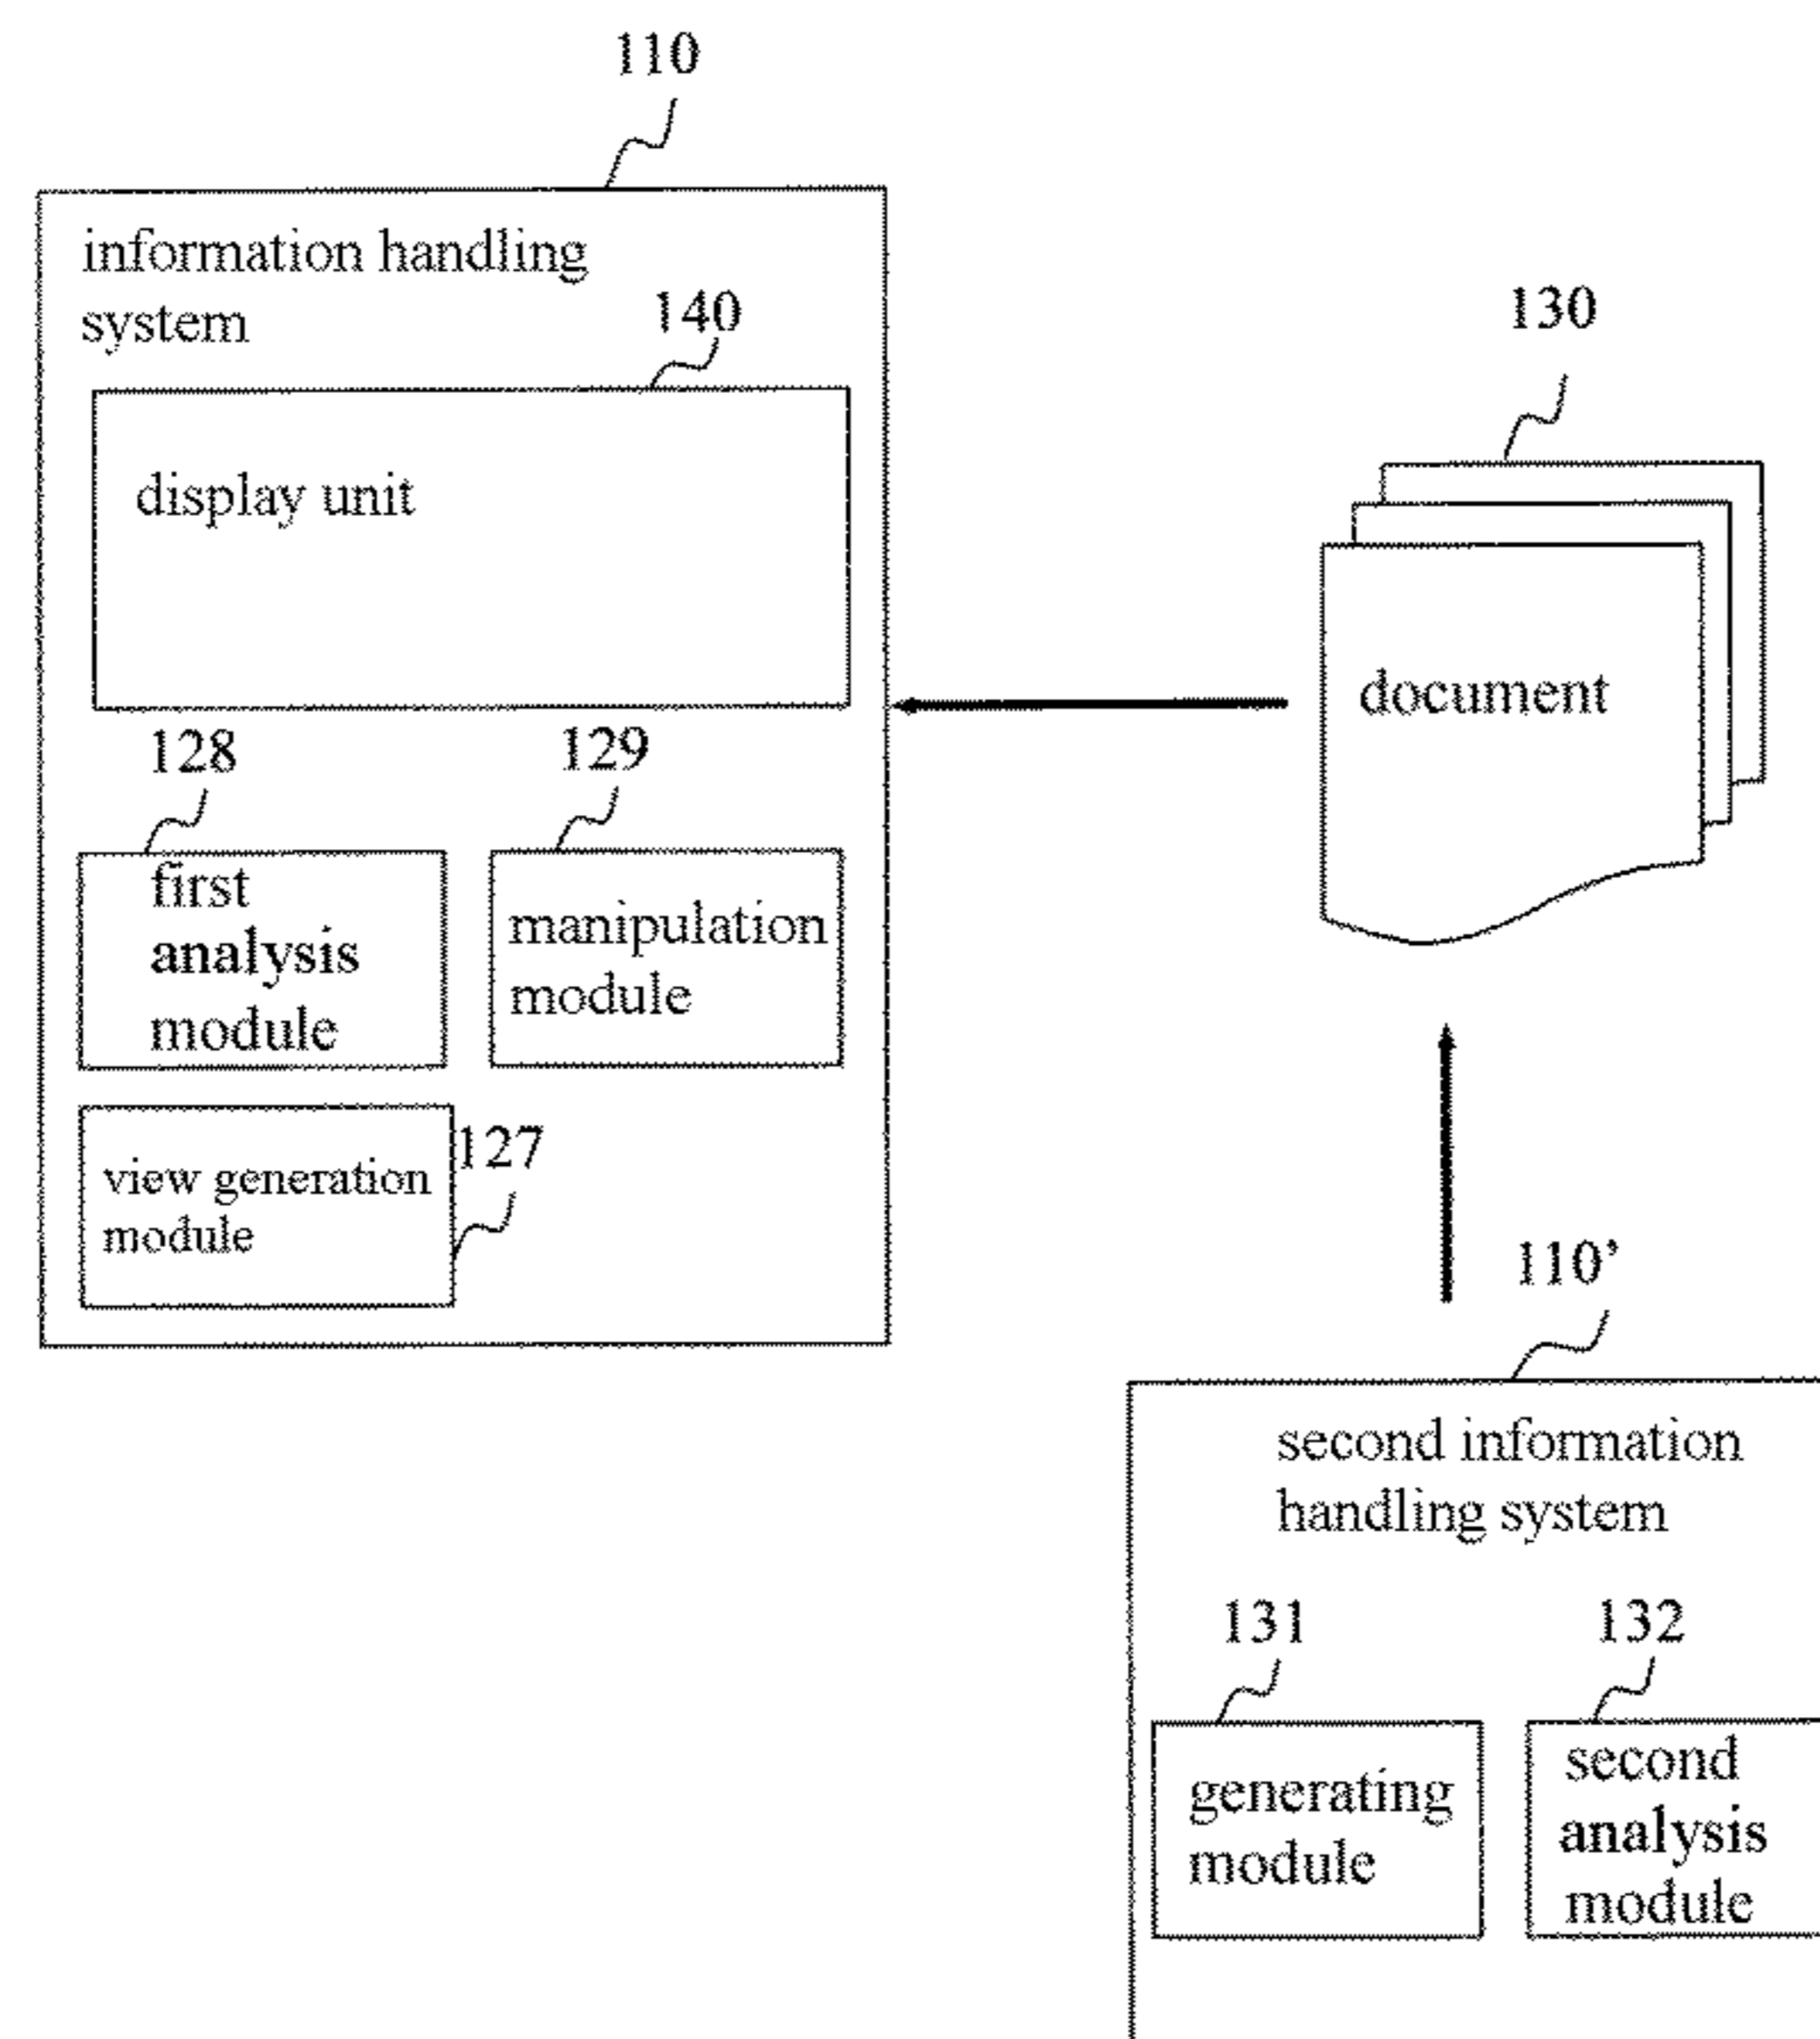 110
information handling
system
140
display unit
128
129
first
analysis
module
manipulation
module
view generation
module
127
130
document
110’
second information
handling system
131
132
generating
module
second
analysis
module